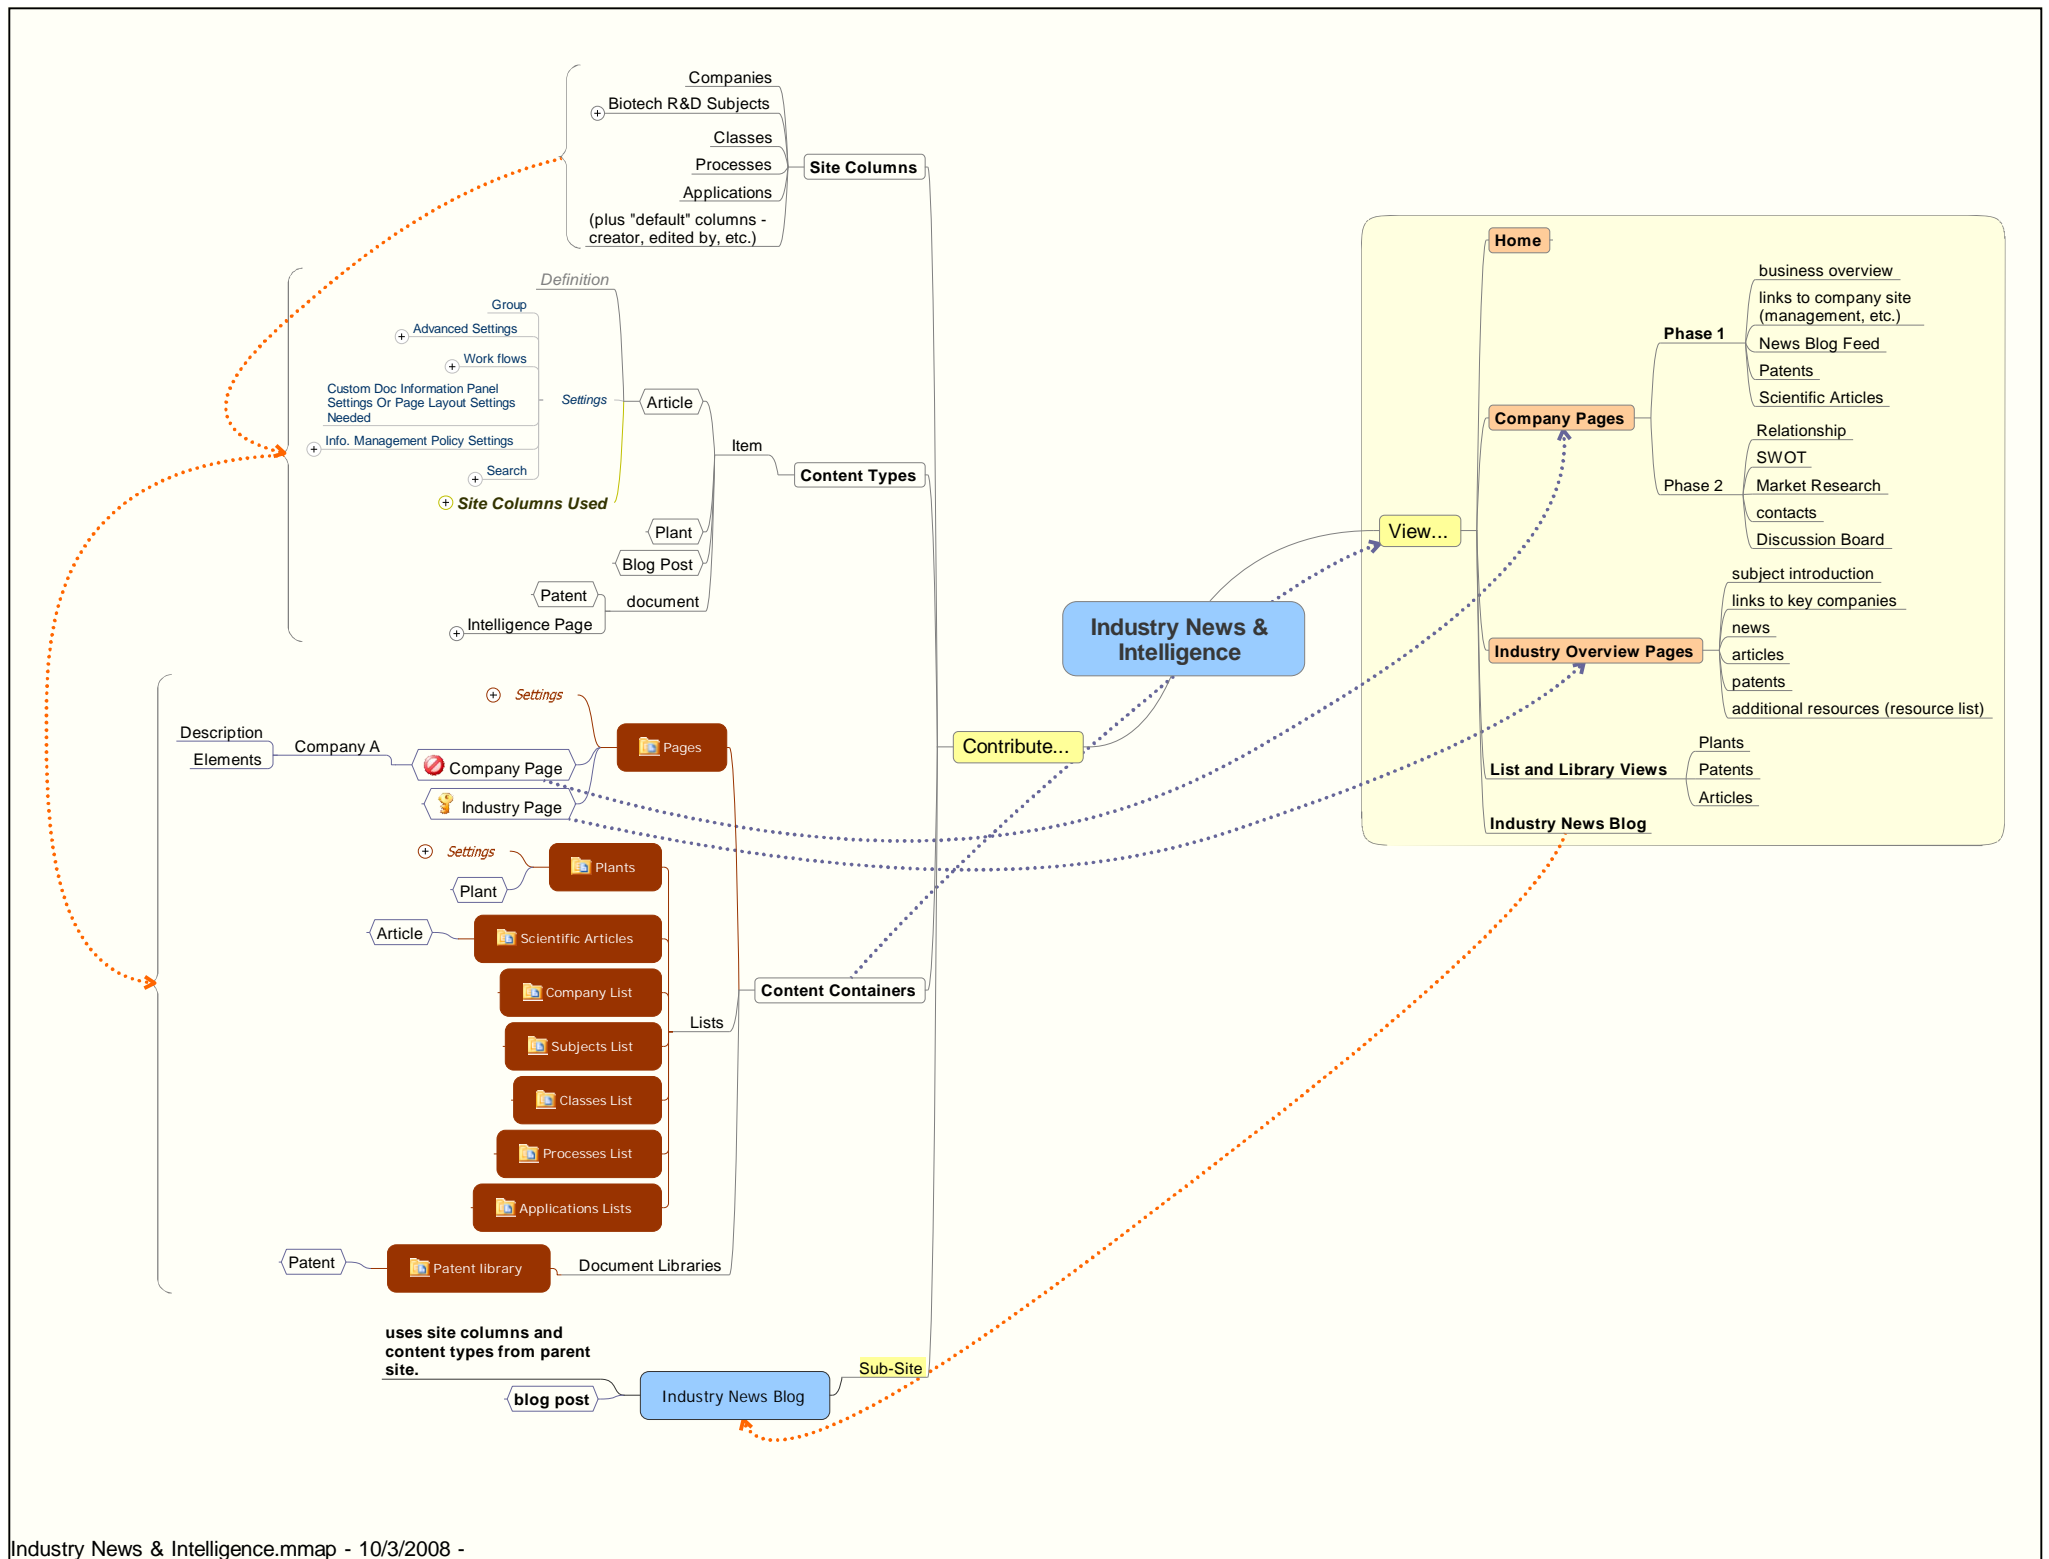 Companies
Biotech R&D Subjects
Classes
Processes
Applications
(plus "default" columns -
creator, edited by, etc.)
Site Columns
Definition
Group
Advanced Settings
Work flows
Custom Doc Information Panel
Settings Or Page Layout Settings
Needed
Info. Management Policy Settings
Search
Settings
Site Columns Used
Article
Item
Plant
Blog Post
Patent
Intelligence Page
document
Content Types
Settings
Pages
Description
Elements
Company A
Company Page
Industry Page
Settings
Plants
Plant
Article
Scientific Articles
Company List
Subjects List
Classes List
Processes List
Applications Lists
Lists
Content Containers
Patent
Patent library
Document Libraries
uses site columns and
content types from parent
site.
blog post
Industry News Blog
Sub-Site
Contribute...
Industry News &
Intelligence
View...
Home
Company Pages
Phase 1
business overview
links to company site
(management, etc.)
News Blog Feed
Patents
Scientific Articles
Phase 2
Relationship
SWOT
Market Research
contacts
Discussion Board
Industry Overview Pages
subject introduction
links to key companies
news
articles
patents
additional resources (resource list)
List and Library Views
Plants
Patents
Articles
Industry News Blog
Industry News & Intelligence.mmap - 10/3/2008 -